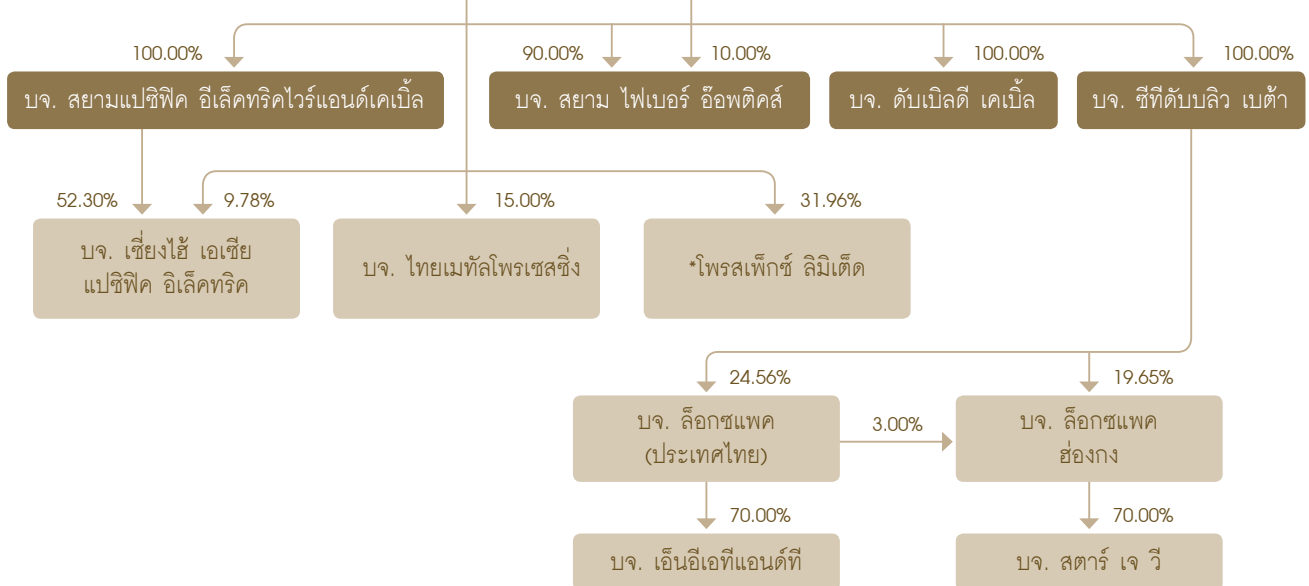 100.00%
90.00%
10.00%
100.00%
100.00%
บจ. สยามแปซิฟิค อีเล็คทริคไวร์แอนด์เคเบิ้ล
บจ. สยาม ไฟเบอร์ อ๊อพติคส์
บจ. ดับเบิลดี เคเบิ้ล
บจ. ซีทีดับบลิว เบต้า
52.30%
9.78%
15.00%
31.96%
บจ. เซี่ยงไฮ้ เอเซีย
แปซิฟิค อิเล็คทริค
บจ. ไทยเมทัลโพรเซสซิ่ง
*โพรสเพ็กซ์ ลิมิเต็ด
24.56%
19.65%
บจ. ล็อกซแพค
(ประเทศไทย)
3.00%
บจ. ล็อกซแพค
ฮ่องกง
70.00%
70.00%
บจ. เอ็นอีเอทีแอนด์ที
บจ. สตาร์ เจ วี